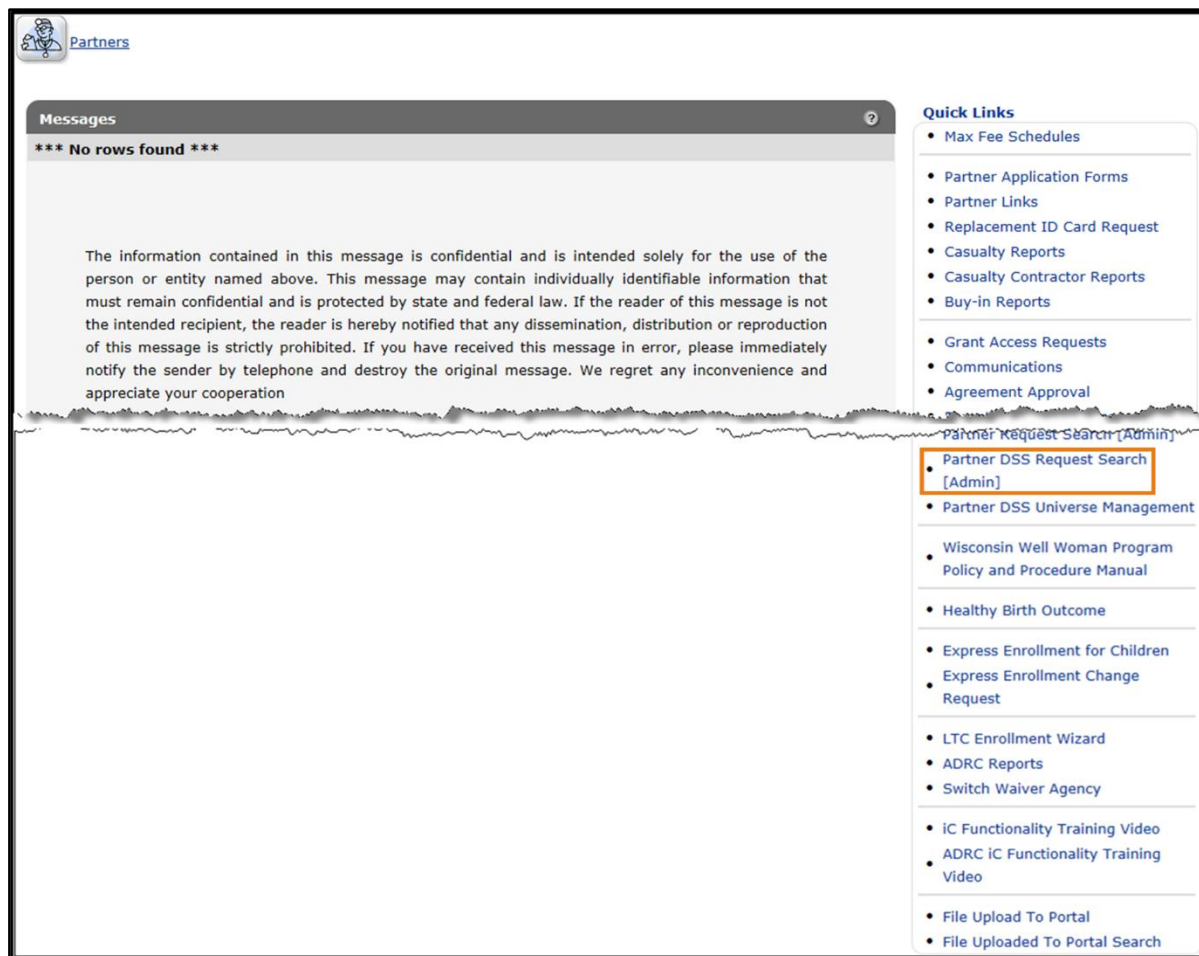 Partners
Messages
*** No rows found ***
The information contained in this message is confidential and is intended solely for the use of the
person or entity named above. This message may contain individually identifiable information that
must remain confidential and is protected by state and federal law. If the reader of this message is not
the intended recipient, the reader is hereby notified that any dissemination, distribution or reproduction
of this message is strictly prohibited. If you have received this message in error, please immediately
notify the sender by telephone and destroy the original message. We regret any inconvenience and
appreciate your cooperation
Quick Links
Max Fee Schedules
Partner Application Forms
Partner Links
Replacement ID Card Request
Casualty Reports
Casualty Contractor Reports
Buy-in Reports
Grant Access Requests
Communications
Agreement Approval
Partner Request Search [Admin]
Partner DSS Request Search
[Admin]
Partner DSS Universe Management
Wisconsin Well Woman Program
Policy and Procedure Manual
Healthy Birth Outcome
Express Enrollment for Children
Express Enrollment Change
Request
LTC Enrollment Wizard
ADRC Reports
Switch Waiver Agency
iC Functionality Training Video
ADRC iC Functionality Training
Video
File Upload To Portal
File Uploaded To Portal Search